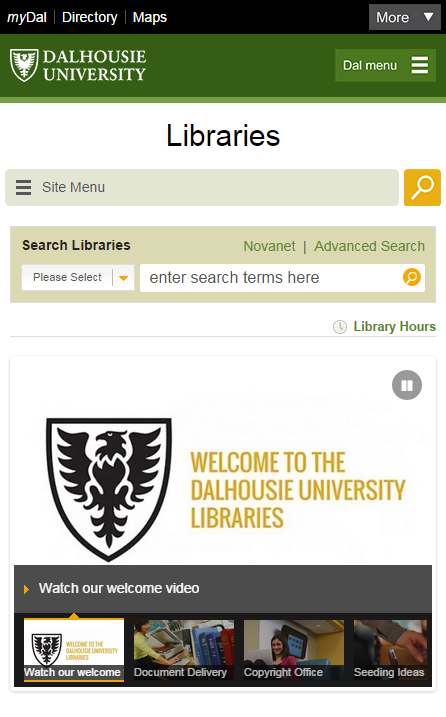 myDal Directory Maps More
DALHOUSIE
UNIVERSITY
Dal menu
Libraries
Site Menu
Search Libraries Novanet | Advanced Search
Please Select enter search terms here
Library Hours
WELCOME TO THE
DALHOUSIE UNIVERSITY
LIBRARIES
Watch our welcome video
WELCOME TO THE
DALHOUSIE UNIVERSITY
LIBRARIES
Watch our welcome Document Delivery Copyright Office Seeding Ideas